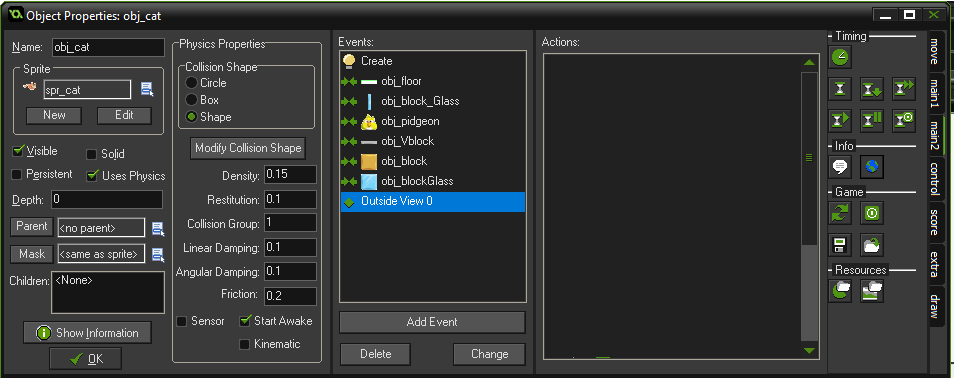 Object Properties: obj_cat
Name: obj_cat
Sprite
spr_cat
New Edit
Visible Solid
Persistent Uses Physics
Depth: 0
Parent <no parent>
Mask <same as sprite>
Children: <None>
Show Information
OK
Physics Properties
Collision Shape
Circle
Box
Shape
Modify Collision Shape
Density: 0.15
Restitution: 0.1
Collision Group: 1
Linear Damping: 0.1
Angular Damping: 0.1
Friction: 0.2
Sensor Start Awake
Kinematic
Events:
Create
obj_floor
obj_block_Glass
obj_pidgeon
obj_Vblock
obj_block
obj_blockGlass
Outside View 0
Add Event
Delete Change
Actions:
Timing
Info
Game
Resources
move
main1
main2
control
score
extra
draw